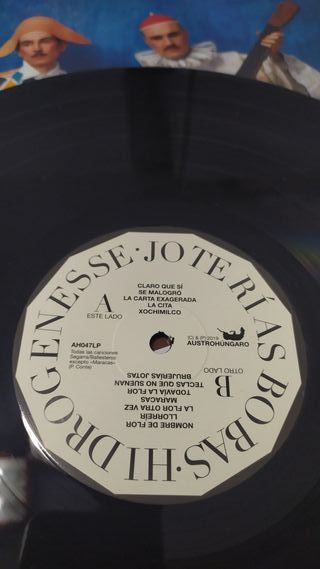 HIDROGENESSE · JOTERÍAS BOBAS ·
CLARO QUE SÍ
SE MALOGRÓ
LA CARTA EXAGERADA
LA CITA
XOCHIMILCO
A
ESTE LADO
AH047LP
Todas las canciones
Segarra/Ballesteros
excepto «Maracas»
(P. Conte)
(C) & (P) 2019
AUSTROHÚNGARO
B
OTRO LADO
NOMBRE DE FLOR
LLORREÍR
LA FLOR OTRA VEZ
MARACAS
TODAVÍA LA FLOR
TECLAS QUE NO SUENAN
BRUJERÍAS JOTAS